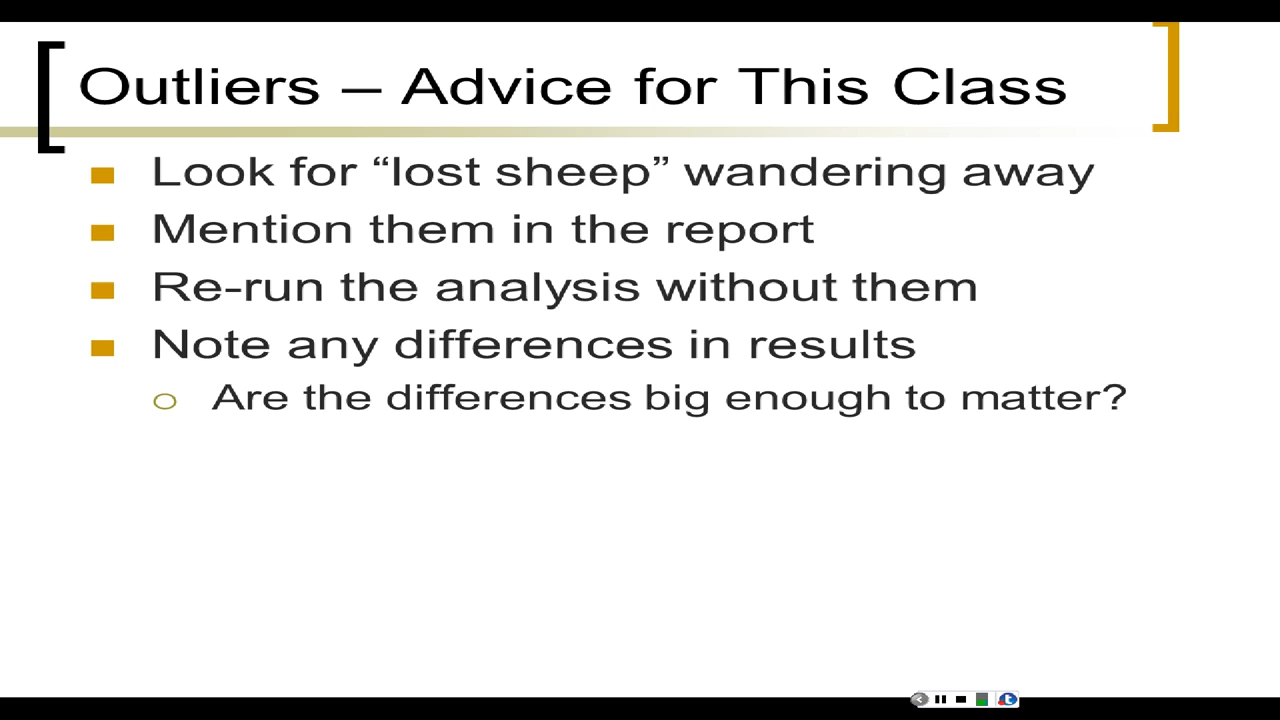 Outliers – Advice for This Class
Look for “lost sheep” wandering away
Mention them in the report
Re-run the analysis without them
Note any differences in results
Are the differences big enough to matter?